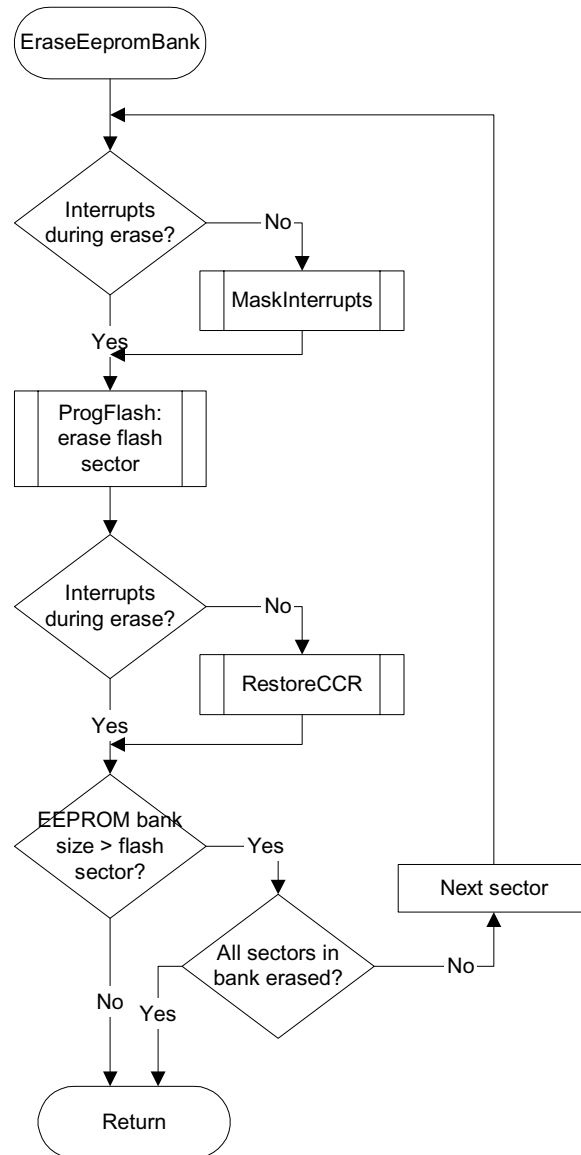 EraseEepromBank
Interrupts
during erase?
No
MaskInterrupts
Yes
ProgFlash:
erase flash
sector
Interrupts
during erase?
No
RestoreCCR
Yes
EEPROM bank
size > flash
sector?
Yes
Next sector
All sectors in
bank erased?
No
No
Yes
Return